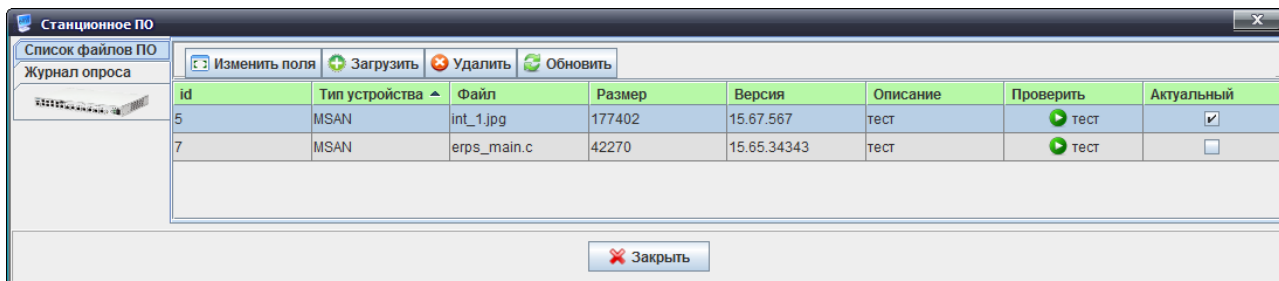 Станционное ПО
Список файлов ПО
Журнал опроса
Изменить поля Загрузить Удалить Обновить
id Тип устройства Файл Размер Версия Описание Проверить Актуальный
5 MSAN int_1.jpg 177402 15.67.567 тест тест
7 MSAN erps_main.c 42270 15.65.34343 тест тест
Закрыть